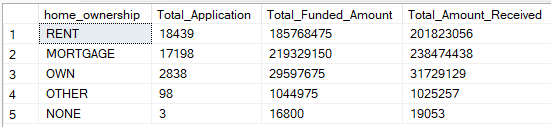 home_ownership Total_Application Total_Funded_Amount Total_Amount_Received
1 RENT 18439 185768475 201823056
2 MORTGAGE 17198 219329150 238474438
3 OWN 2838 29597675 31729129
4 OTHER 98 1044975 1025257
5 NONE 3 16800 19053